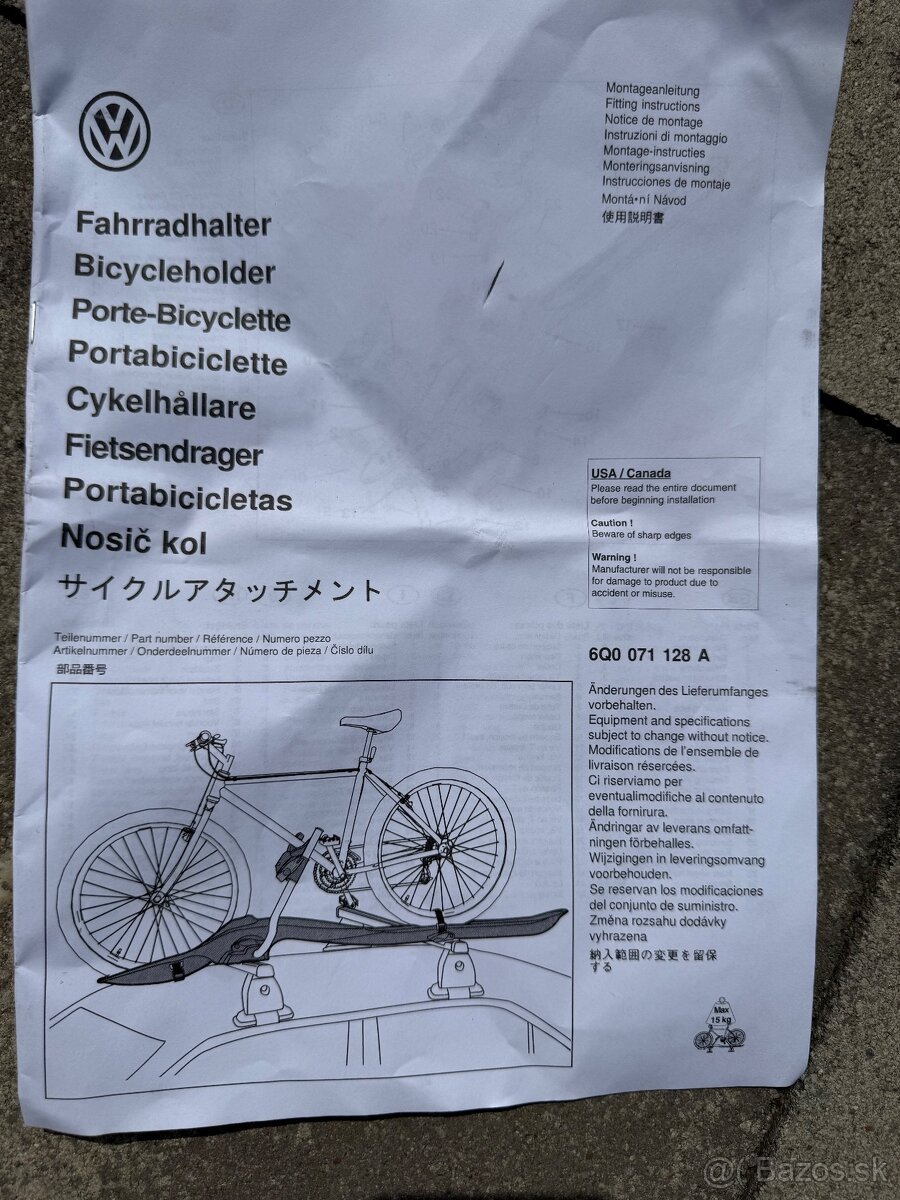 Montageanleitung
Fitting instructions
Notice de montage
Instruzioni di montaggio
Montage-instructies
Monteringsanvisning
Instrucciones de montaje
Montá•ní Návod
使用説明書
Fahrradhalter
Bicycleholder
Porte-Bicyclette
Portabiciclette
Cykelhållare
Fietsendrager
Portabicicletas
Nosič kol
サイクルアタッチメント
USA / Canada
Please read the entire document
before beginning installation
Caution !
Beware of sharp edges
Warning !
Manufacturer will not be responsible
for damage to product due to
accident or misuse.
Teilenummer / Part number / Référence / Numero pezzo
Artikelnummer / Onderdeelnummer / Número de pieza / Číslo dílu
部品番号
6Q0 071 128 A
Änderungen des Lieferumfanges
vorbehalten.
Equipment and specifications
subject to change without notice.
Modifications de l'ensemble de
livraison résercées.
Ci riserviamo per
eventualimodifiche al contenuto
della fornirura.
Ändringar av leverans omfatt-
ningen förbehalles.
Wijzigingen in leveringsomvang
voorbehouden.
Se reservan los modificaciones
del conjunto de suministro.
Změna rozsahu dodávky
vyhrazena
納入範囲の変更を留保
する
Max
15 kg
@ Bazos.sk